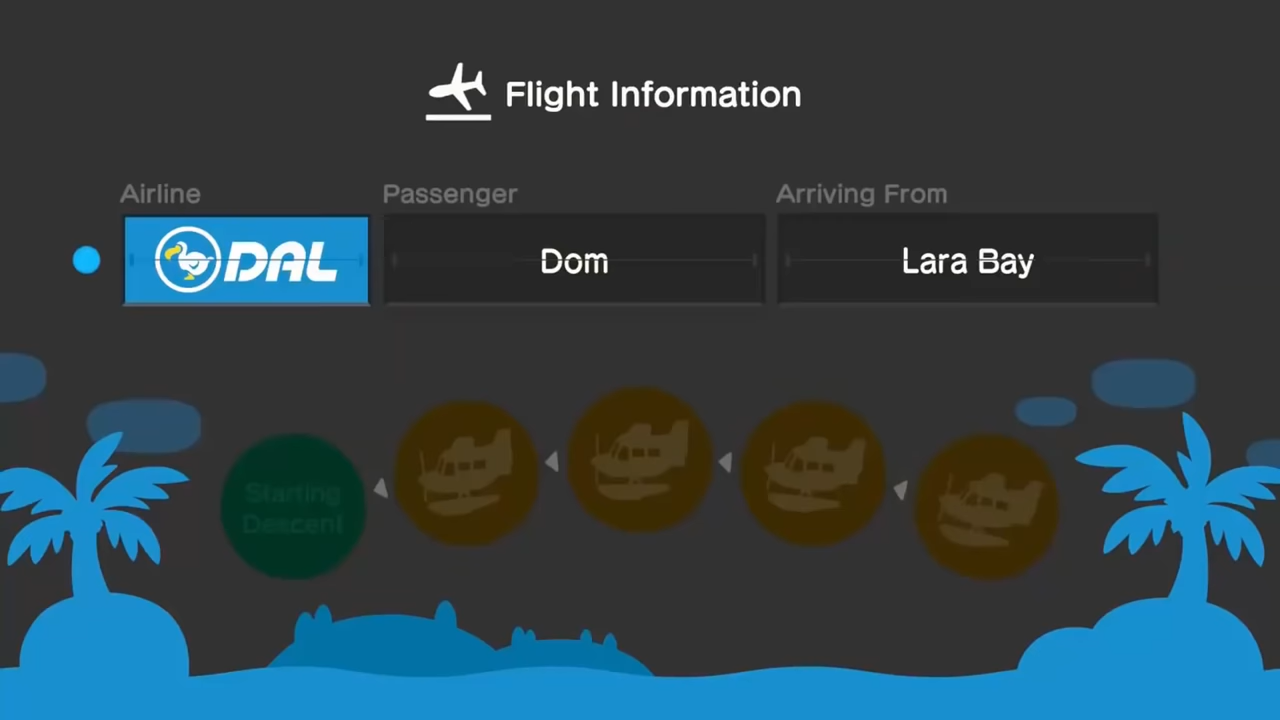 Flight Information
Airline
Passenger
Arriving From
DAL
Dom
Lara Bay
Starting
Descent